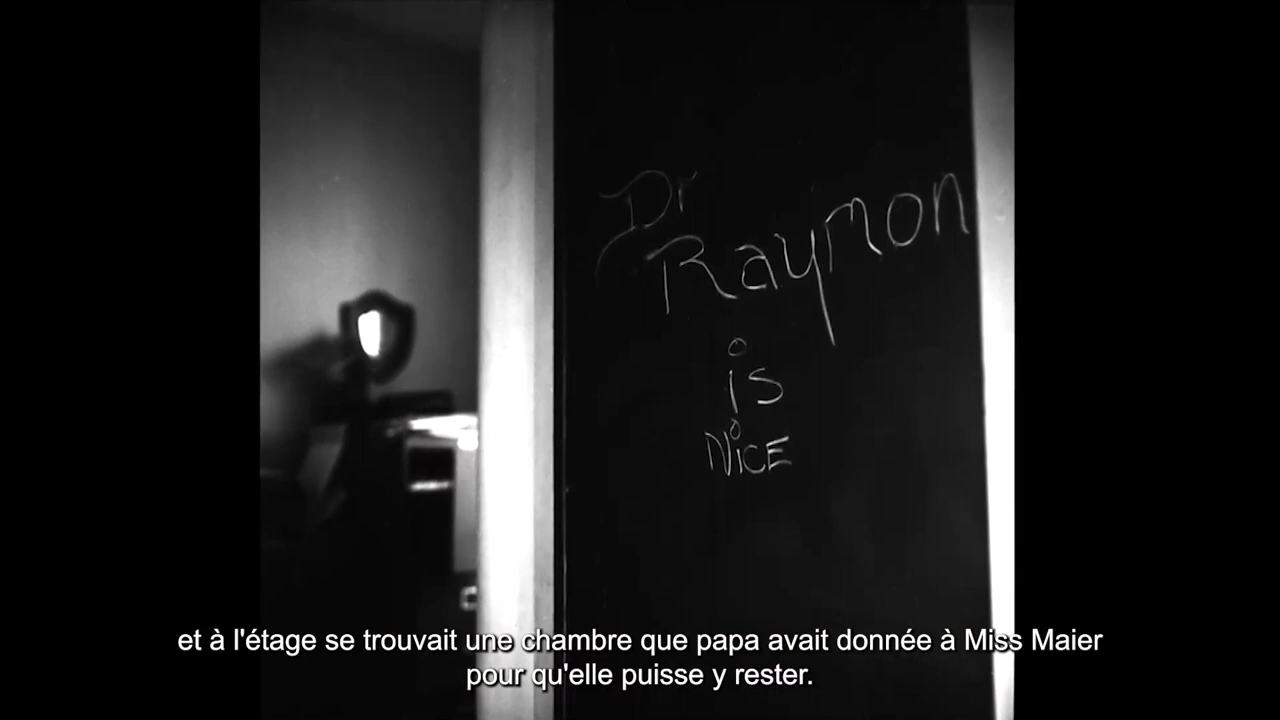 Dr
Raymon
is
NiCE
et à l'étage se trouvait une chambre que papa avait donnée à Miss Maier
pour qu'elle puisse y rester.